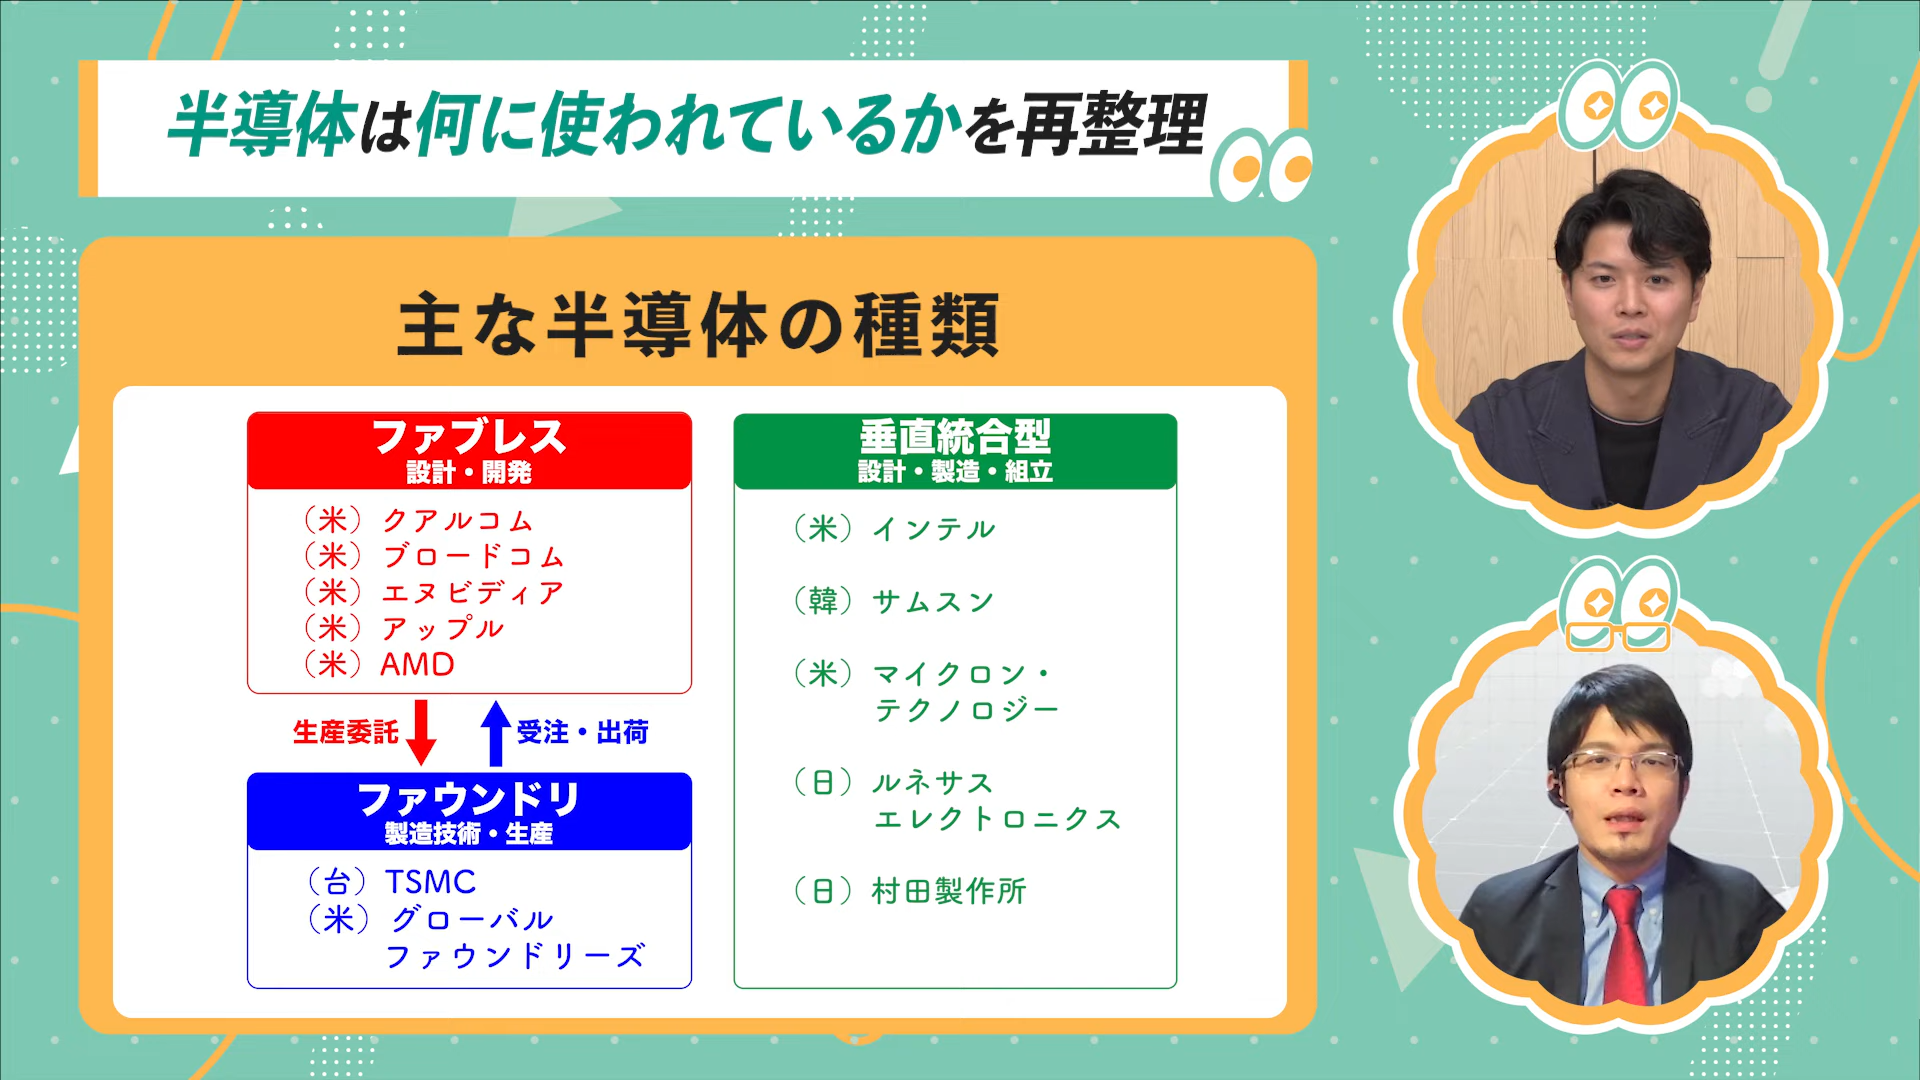 半導体は何に使われているかを再整理
主な半導体の種類
ファブレス
設計・開発
（米）クアルコム
（米）ブロードコム
（米）エヌビディア
（米）アップル
（米）AMD
生産委託
受注・出荷
ファウンドリ
製造技術・生産
（台）TSMC
（米）グローバル
ファウンドリーズ
垂直統合型
設計・製造・組立
（米）インテル
（韓）サムスン
（米）マイクロン・
テクノロジー
（日）ルネサス
エレクトロニクス
（日）村田製作所